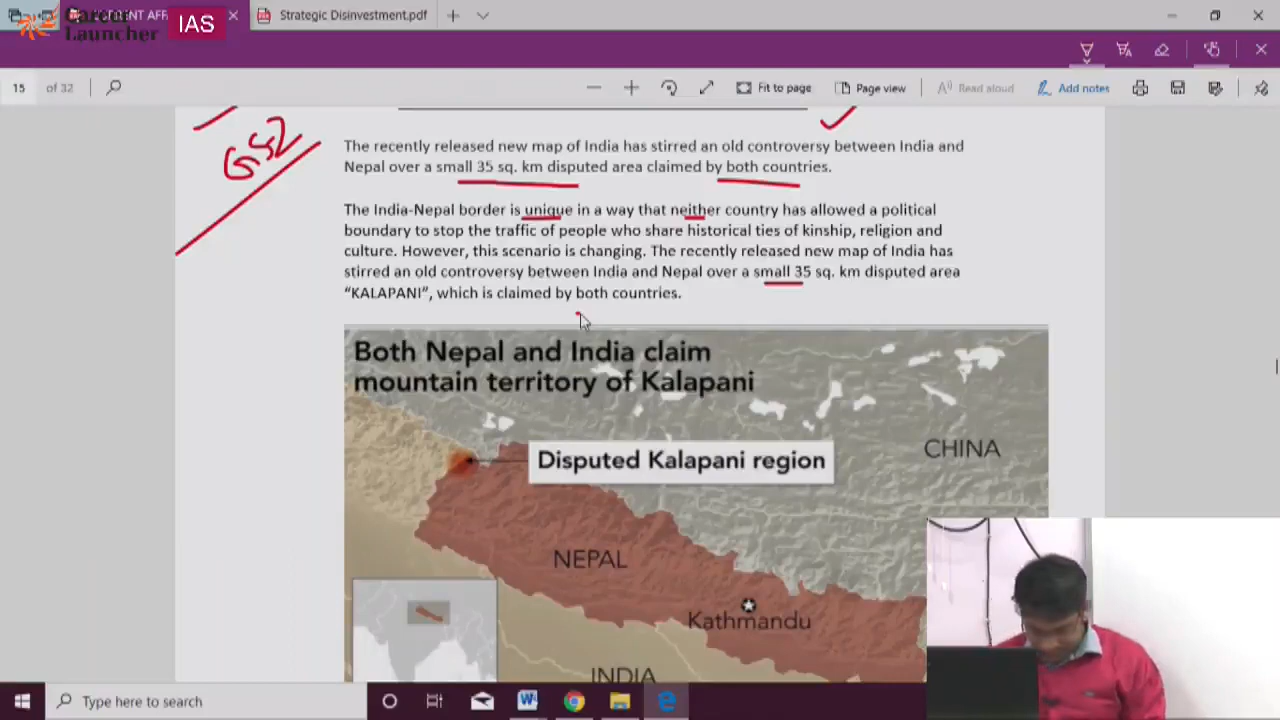 Career
Launcher
IAS
CURRENT AFF
Strategic Disinvestment.pdf
15
of 32
Fit to page
Page view
Read aloud
Add notes
GS2
The recently released new map of India has stirred an old controversy between India and
Nepal over a small 35 sq. km disputed area claimed by both countries.
The India-Nepal border is unique in a way that neither country has allowed a political
boundary to stop the traffic of people who share historical ties of kinship, religion and
culture. However, this scenario is changing. The recently released new map of India has
stirred an old controversy between India and Nepal over a small 35 sq. km disputed area
“KALAPANI”, which is claimed by both countries.
Both Nepal and India claim
mountain territory of Kalapani
CHINA
Disputed Kalapani region
NEPAL
Kathmandu
INDIA
Type here to search